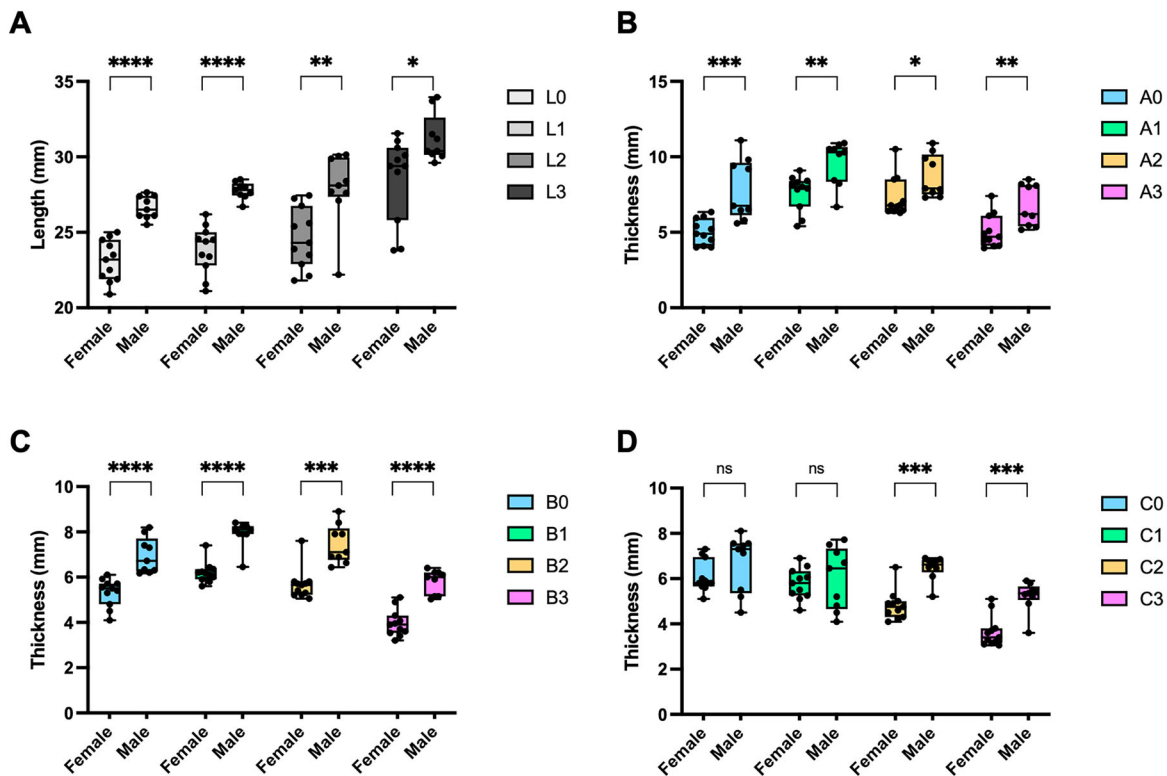 A
**** **** ** *
Length (mm)
35
30
25
20
Female Male Female Male Female Male Female Male
L0
L1
L2
L3
B
*** ** * **
Thickness (mm)
15
10
5
0
Female Male Female Male Female Male Female Male
A0
A1
A2
A3
C
**** **** *** ****
Thickness (mm)
10
8
6
4
2
0
Female Male Female Male Female Male Female Male
B0
B1
B2
B3
D
ns ns *** ***
Thickness (mm)
10
8
6
4
2
0
Female Male Female Male Female Male Female Male
C0
C1
C2
C3